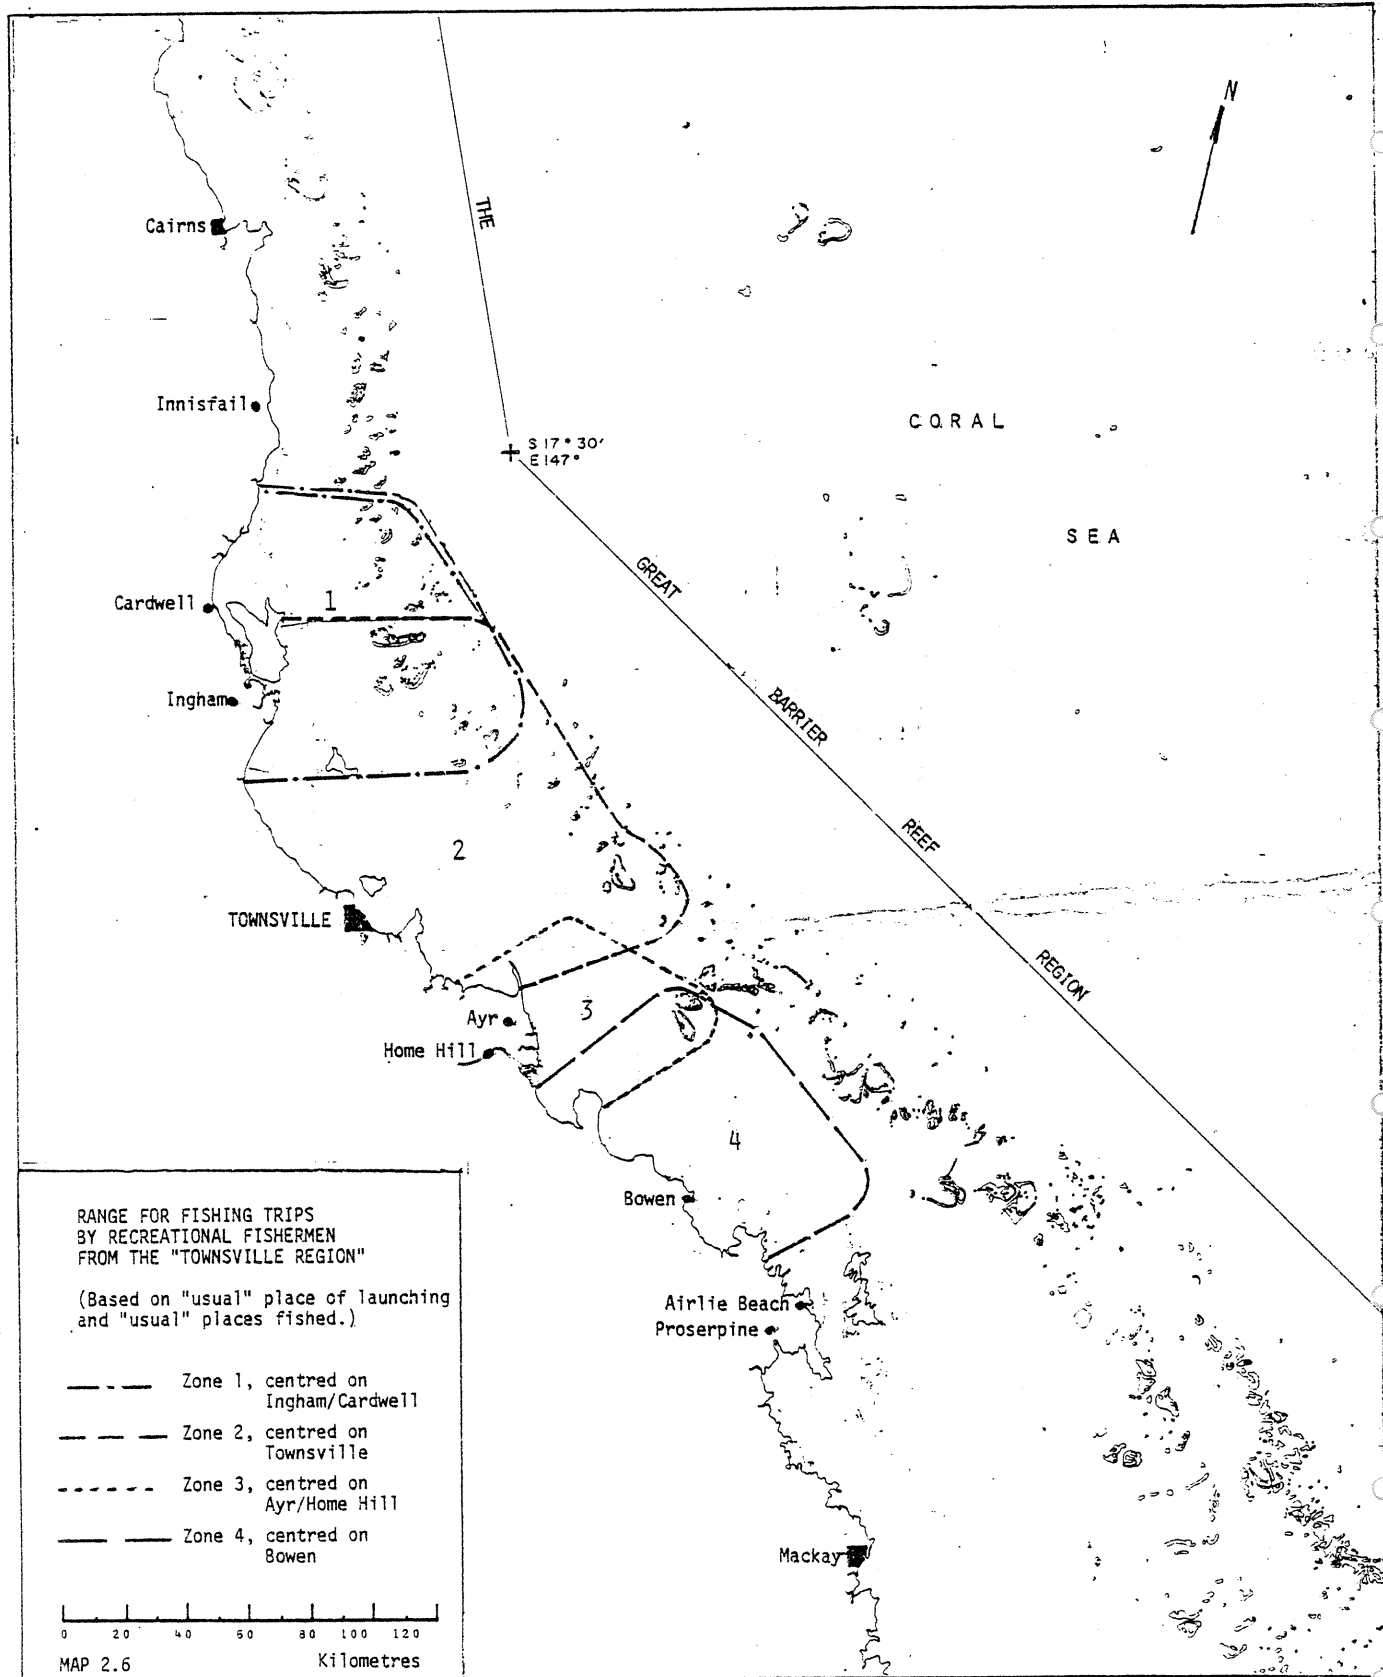 N
THE
Cairns
Innisfail
S 17° 30'
E 147°
CORAL
SEA
GREAT
Cardwell
1
Ingham
BARRIER
2
REEF
TOWNSVILLE
REGION
3
Ayr
Home Hill
4
Bowen
Airlie Beach
Proserpine
Mackay
RANGE FOR FISHING TRIPS
BY RECREATIONAL FISHERMEN
FROM THE "TOWNSVILLE REGION"
(Based on "usual" place of launching
and "usual" places fished.)
Zone 1, centred on
Ingham/Cardwell
Zone 2, centred on
Townsville
Zone 3, centred on
Ayr/Home Hill
Zone 4, centred on
Bowen
0 20 40 60 80 100 120
MAP 2.6 Kilometres